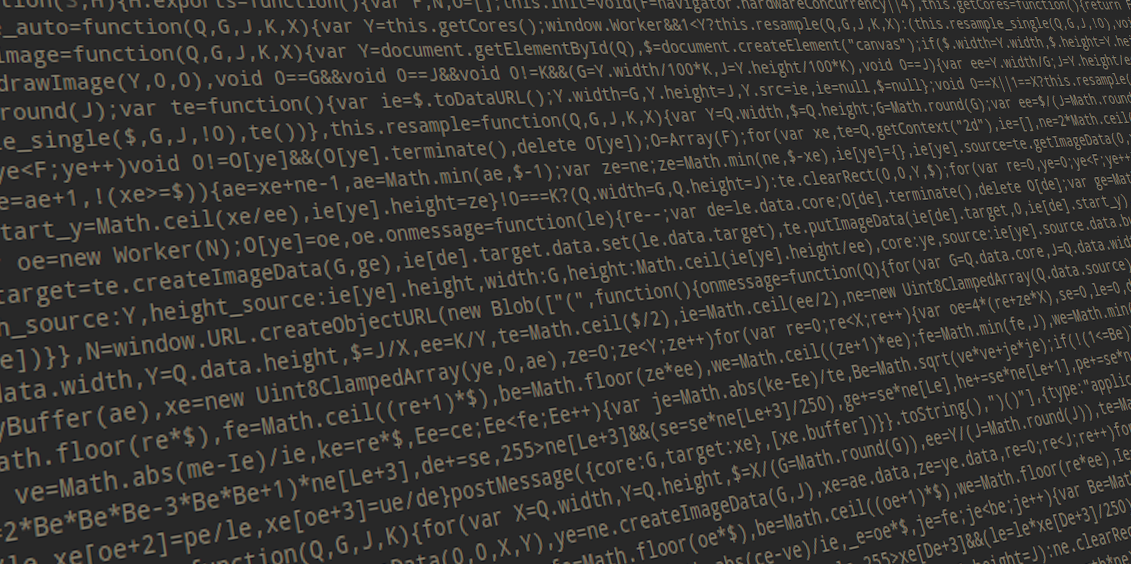 tion(S,H){H.exports=function(){var F,N,O=[];this.init=void(F=navigator.hardwareConcurrency||4),this.getCores=function(){return
_auto=function(Q,G,J,K,X){var Y=this.getCores();window.Worker&&1<Y?this.resample(Q,G,J,K,X):(this.resample_single(Q,G,J,!0),void
image=function(Q,G,J,K,X){var Y=document.getElementById(Q),$=document.createElement("canvas");if($.width=Y.width,$.height=Y.he
drawImage(Y,0,0),void 0==G&&void 0==J&&void 0!=K&&(G=Y.width/100*K,J=Y.height/100*K),void 0==J){var ee=Y.width/G;J=Y.height/e
round(J);var te=function(){var ie=$.toDataURL();Y.width=G,Y.height=J,Y.src=ie,ie=null,$=null};void 0==X||1==X?this.resample(
le_single($,G,J,!0),te())},this.resample=function(Q,G,J,K,X){var Y=Q.width,$=Q.height;G=Math.round(G);var ee=$/(J=Math.round
ye<F;ye++)void 0!=O[ye]&&(O[ye].terminate(),delete O[ye]);O=Array(F);for(var xe,te=Q.getContext("2d"),ie=[],ne=2*Math.ceil
e=ae+1,!(xe>=$)){ae=xe+ne-1,ae=Math.min(ae,$-1);var ze=ne;ze=Math.min(ne,$-xe),ie[ye]={},ie[ye].source=te.getImageData(0,
tart_y=Math.ceil(xe/ee),ie[ye].height=ze}!0===K?(Q.width=G,Q.height=J):te.clearRect(0,0,Y,$);for(var re=0,ye=0;ye<F;ye++
oe=new Worker(N);O[ye]=oe,oe.onmessage=function(le){re--;var de=le.data.core;O[de].terminate(),delete O[de];var ge=Mat
target=te.createImageData(G,ge),ie[de].target.data.set(le.data.target),te.putImageData(ie[de].target,0,ie[de].start_y)
n_source:Y,height_source:ie[ye].height,width:G,height:Math.ceil(ie[ye].height/ee),core:ye,source:ie[ye].source.data.bu
e])}},N=window.URL.createObjectURL(new Blob(["(",function(){onmessage=function(Q){for(var G=Q.data.core,J=Q.data.wid
data.width,Y=Q.data.height,$=J/X,ee=K/Y,te=Math.ceil($/2),ie=Math.ceil(ee/2),ne=new Uint8ClampedArray(Q.data.source)
yBuffer(ae),xe=new Uint8ClampedArray(ye,0,ae),ze=0;ze<Y;ze++)for(var re=0;re<X;re++){var oe=4*(re+ze*X),se=0,le=0,d
ath.floor(re*$),fe=Math.ceil((re+1)*$),be=Math.floor(ze*ee),we=Math.ceil((ze+1)*ee);fe=Math.min(fe,J),we=Math.min(
ve=Math.abs(me-Ie)/ie,ke=re*$,Ee=ce;Ee<fe;Ee++){var je=Math.abs(ke-Ee)/te,Be=Math.sqrt(ve*ve+je*je);if(!(1<=Be)
=2*Be*Be*Be-3*Be*Be+1)*ne[Le+3],de+=se,255>ne[Le+3]&&(se=se*ne[Le+3]/250),ge+=se*ne[Le],he+=se*ne[Le+1],pe+=se*n
xe[oe+2]=pe/le,xe[oe+3]=ue/de}postMessage({core:G,target:xe},[xe.buffer])}}.toString(),")()"],{type:"applic
function(Q,G,J,K){for(var X=Q.width,Y=Q.height,$=X/(G=Math.round(G)),ee=Y/(J=Math.round(J)),te=Ma
Data(0,0,X,Y),ye=ne.createImageData(G,J),xe=ae.data,ze=ye.data,re=0;re<J;re++)for
Math.floor(oe*$),be=Math.ceil((oe+1)*$),we=Math.floor(re*ee),Ie
abs(ce-ve)/ie,_e=oe*$,je=fe;je<be;je++){var Be=Mat
255>xe[De+3]&&(le=le*xe[De+3]/250)
height=J):ne.clearRec